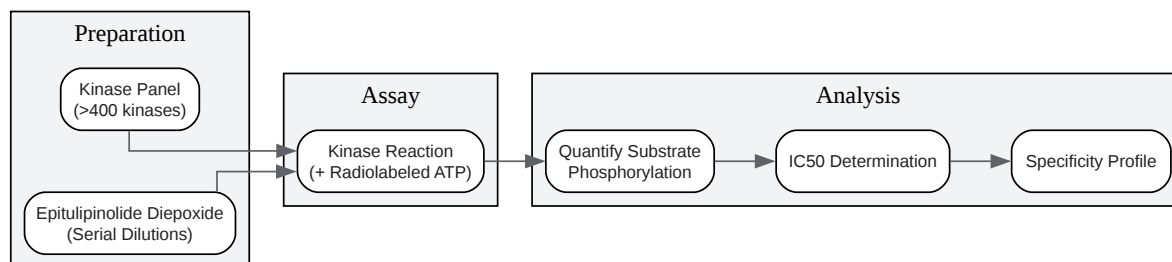 Preparation
Kinase Panel
(>400 kinases)
Epitulipinolide Diepoxide
(Serial Dilutions)
Assay
Kinase Reaction
(+ Radiolabeled ATP)
Analysis
Quantify Substrate
Phosphorylation
IC50 Determination
Specificity Profile